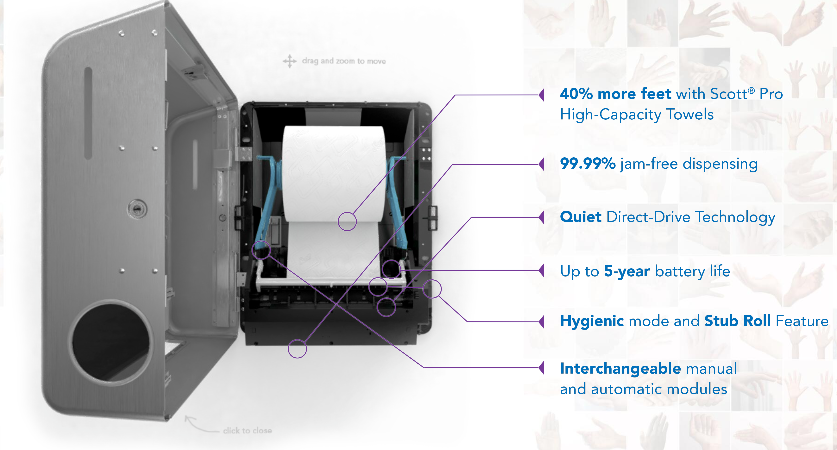 drag and zoom to move
40% more feet with Scott® Pro
High-Capacity Towels
99.99% jam-free dispensing
Quiet Direct-Drive Technology
Up to 5-year battery life
Hygienic mode and Stub Roll Feature
Interchangeable manual
and automatic modules
click to close